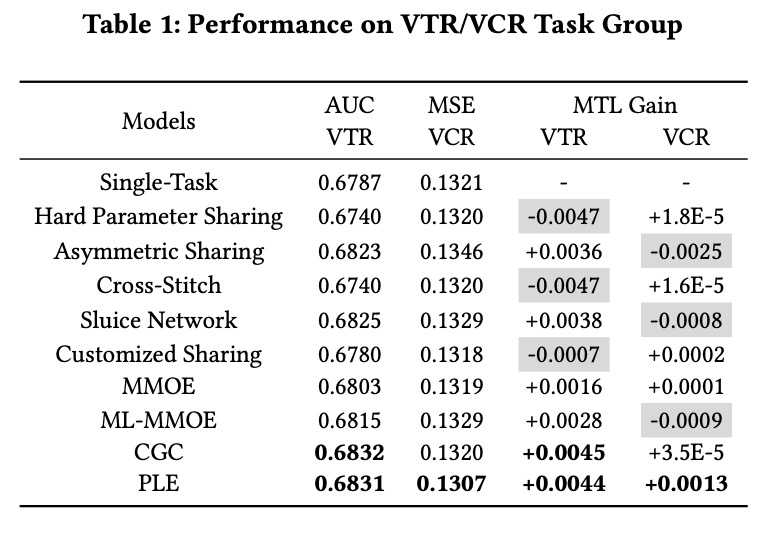 Table 1: Performance on VTR/VCR Task Group
Models AUC MSE MTL Gain
VTR VCR VTR VCR
Single-Task 0.6787 0.1321 - -
Hard Parameter Sharing 0.6740 0.1320 -0.0047 +1.8E-5
Asymmetric Sharing 0.6823 0.1346 +0.0036 -0.0025
Cross-Stitch 0.6740 0.1320 -0.0047 +1.6E-5
Sluice Network 0.6825 0.1329 +0.0038 -0.0008
Customized Sharing 0.6780 0.1318 -0.0007 +0.0002
MMOE 0.6803 0.1319 +0.0016 +0.0001
ML-MMOE 0.6815 0.1329 +0.0028 -0.0009
CGC 0.6832 0.1320 +0.0045 +3.5E-5
PLE 0.6831 0.1307 +0.0044 +0.0013